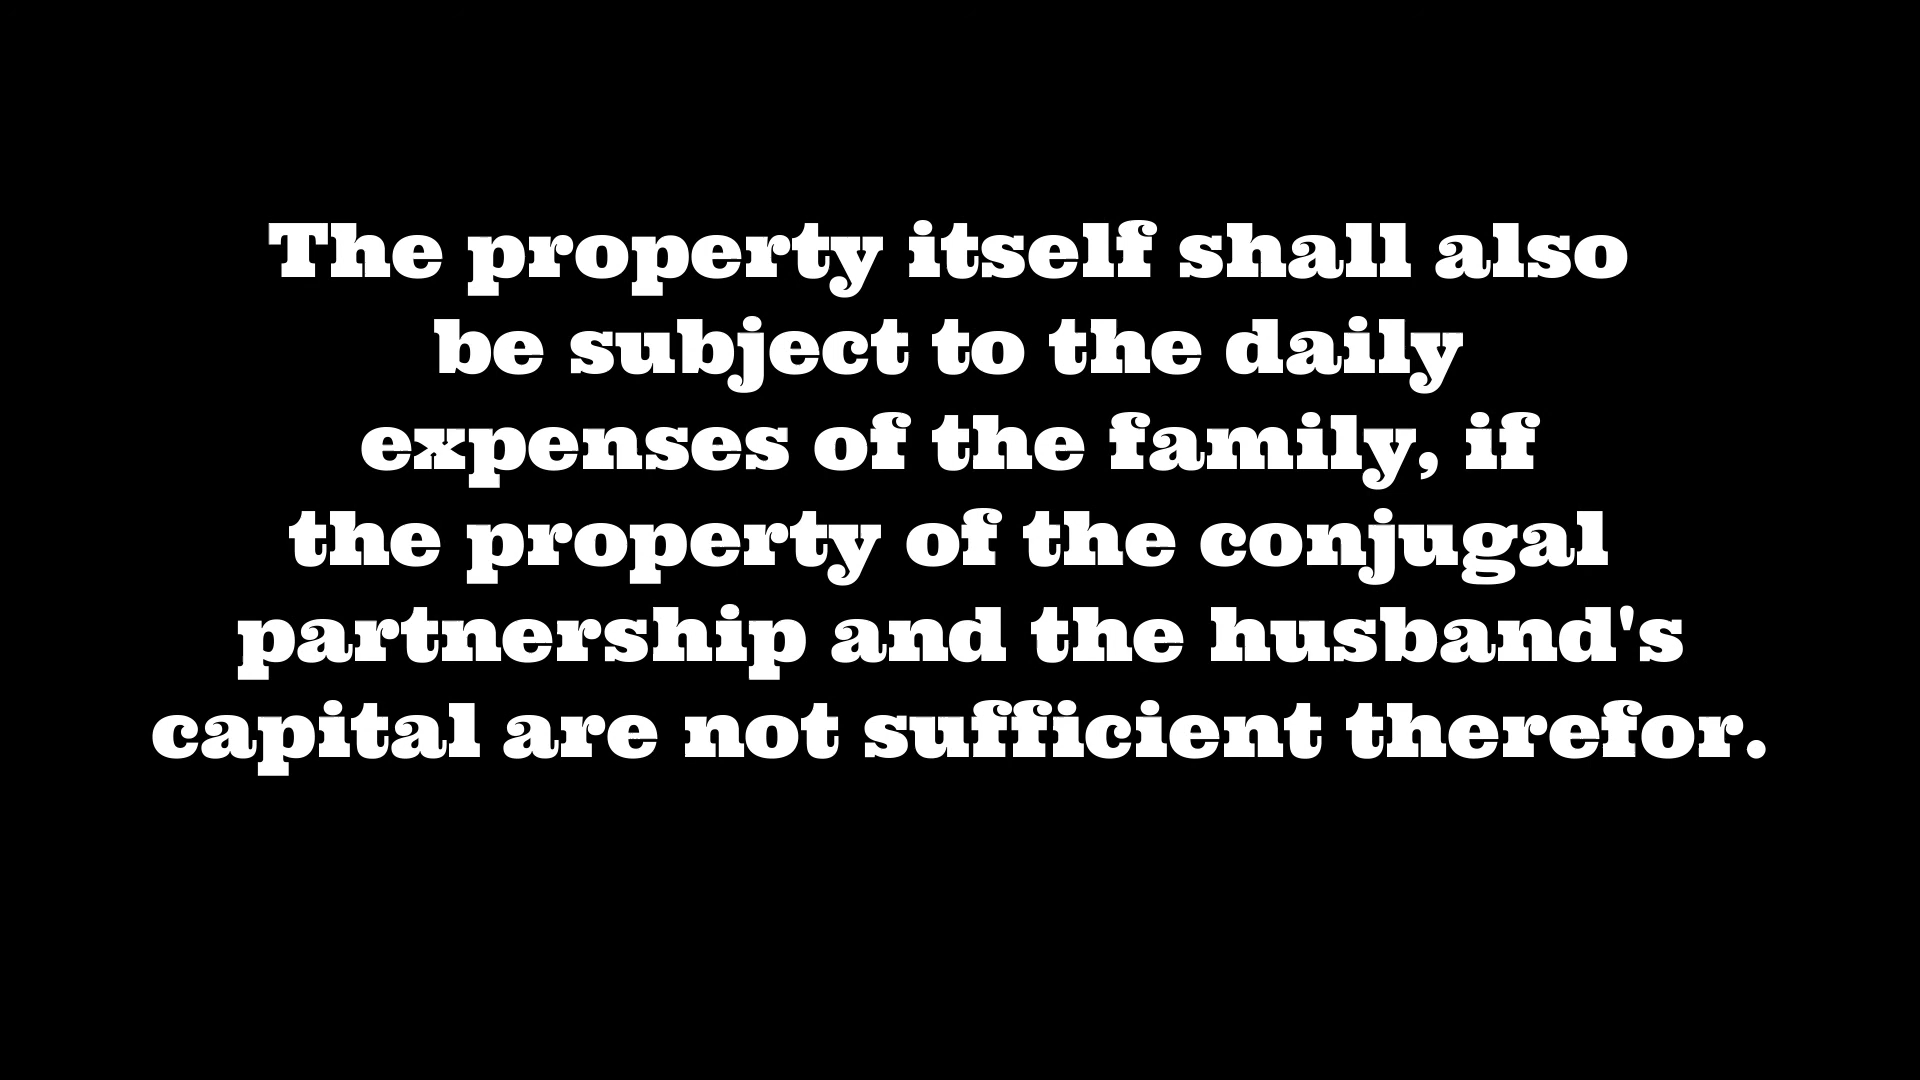 The property itself shall also
be subject to the daily
expenses of the family, if
the property of the conjugal
partnership and the husband's
capital are not sufficient therefor.